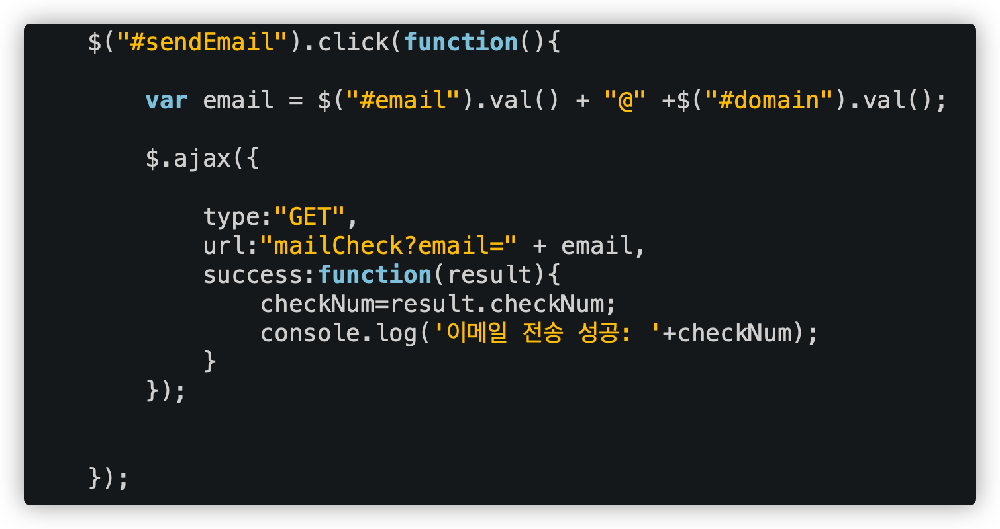 $("#sendEmail").click(function(){
var email = $("#email").val() + "@" +$("#domain").val();
$.ajax({
type:"GET",
url:"mailCheck?email=" + email,
success:function(result){
checkNum=result.checkNum;
console.log('이메일 전송 성공: '+checkNum);
}
});
});